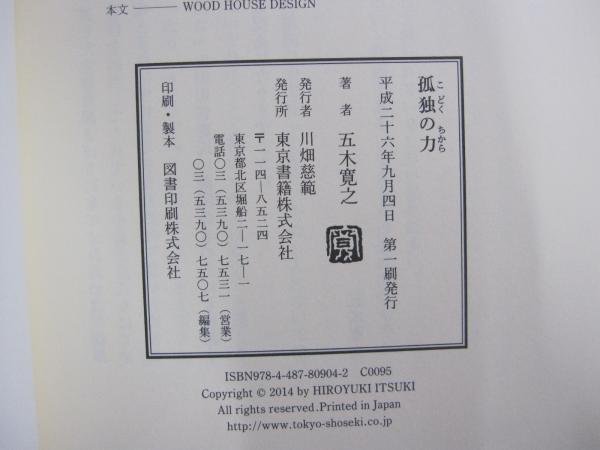 本文——WOOD HOUSE DESIGN
孤独の力
こどく ちから
平成二十六年九月四日 第一刷発行
著者 五木寛之
発行者 川畑慈範
発行所 東京書籍株式会社
〒一一四―八五二四
東京都北区堀船二―一七―一
電話〇三(五三九〇)七五三一(営業)
〇三(五三九〇)七五〇七(編集)
印刷・製本 図書印刷株式会社
ISBN978-4-487-80904-2 C0095
Copyright © 2014 by HIROYUKI ITSUKI
All rights reserved.Printed in Japan
http://www.tokyo-shoseki.co.jp